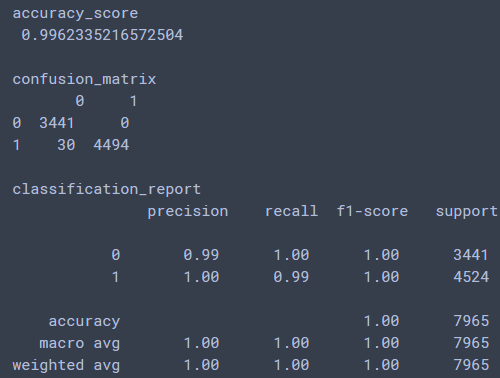 accuracy_score
0.9962335216572504
confusion_matrix
0 1
0 3441 0
1 30 4494
classification_report
precision recall f1-score support
0 0.99 1.00 1.00 3441
1 1.00 0.99 1.00 4524
accuracy 1.00 7965
macro avg 1.00 1.00 1.00 7965
weighted avg 1.00 1.00 1.00 7965